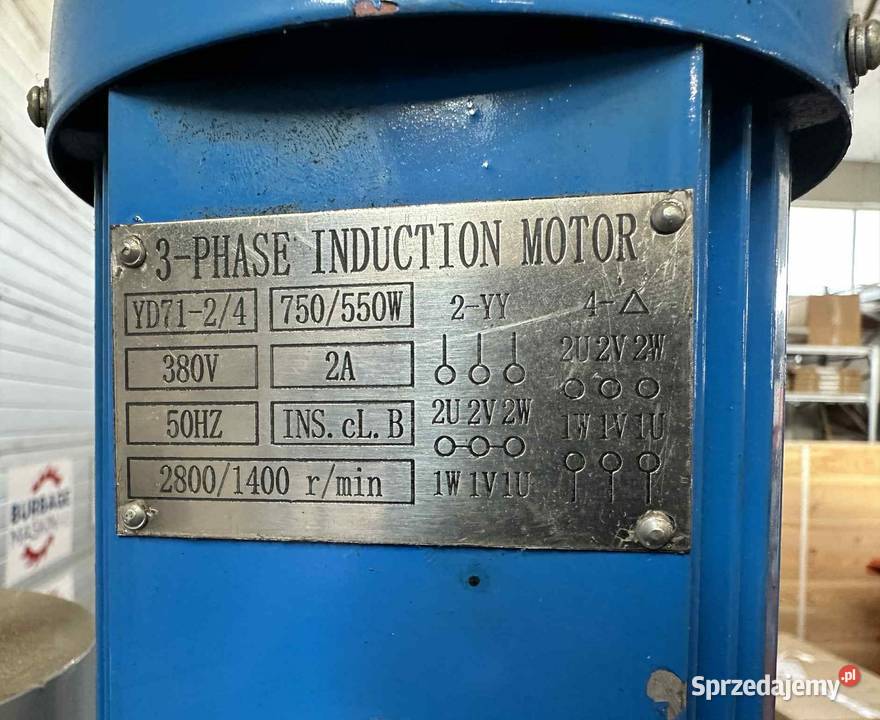 3-PHASE INDUCTION MOTOR
YD71-2/4 750/550W 2-YY 4-△
380V 2A
2U 2V 2W
50HZ INS. cL. B 2U 2V 2W
1W 1V 1U
2800/1400 r/min 1W 1V 1U
BURBAGE
Sprzedajemy.pl